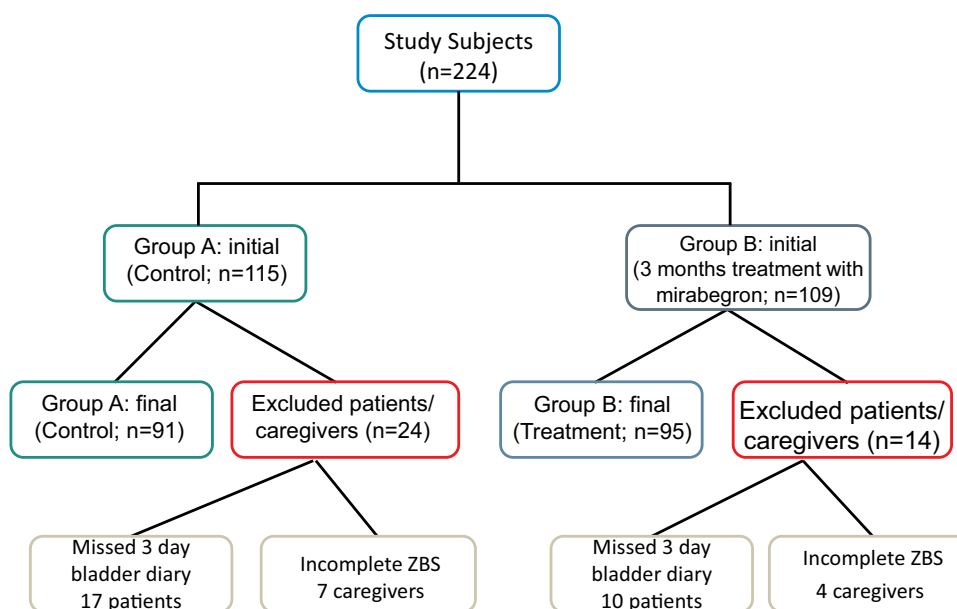 Study Subjects
(n=224)
Group A: initial
(Control; n=115)
Group B: initial
(3 months treatment with
mirabegron; n=109)
Group A: final
(Control; n=91)
Excluded patients/
caregivers (n=24)
Group B: final
(Treatment; n=95)
Excluded patients/
caregivers (n=14)
Missed 3 day
bladder diary
17 patients
Incomplete ZBS
7 caregivers
Missed 3 day
bladder diary
10 patients
Incomplete ZBS
4 caregivers